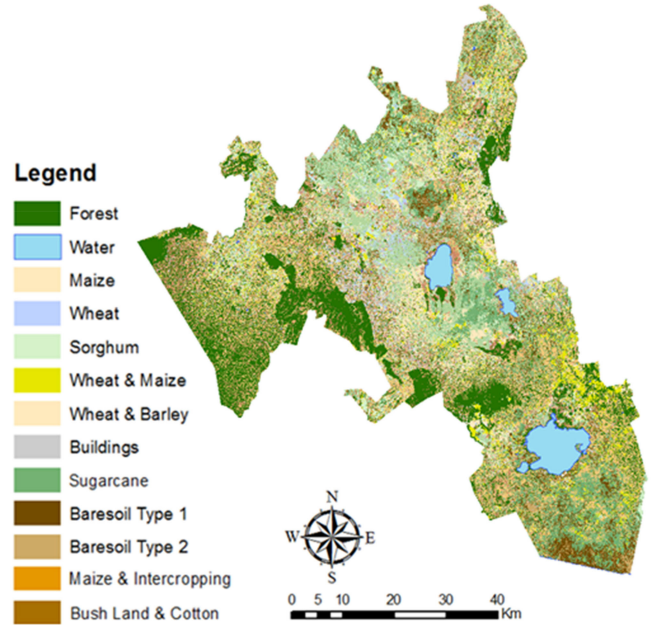 Legend
Forest
Water
Maize
Wheat
Sorghum
Wheat & Maize
Wheat & Barley
Buildings
Sugarcane
Baresoil Type 1
Baresoil Type 2
Maize & Intercropping
Bush Land & Cotton
N
W E
S
0 5 10 20 30 40
Km